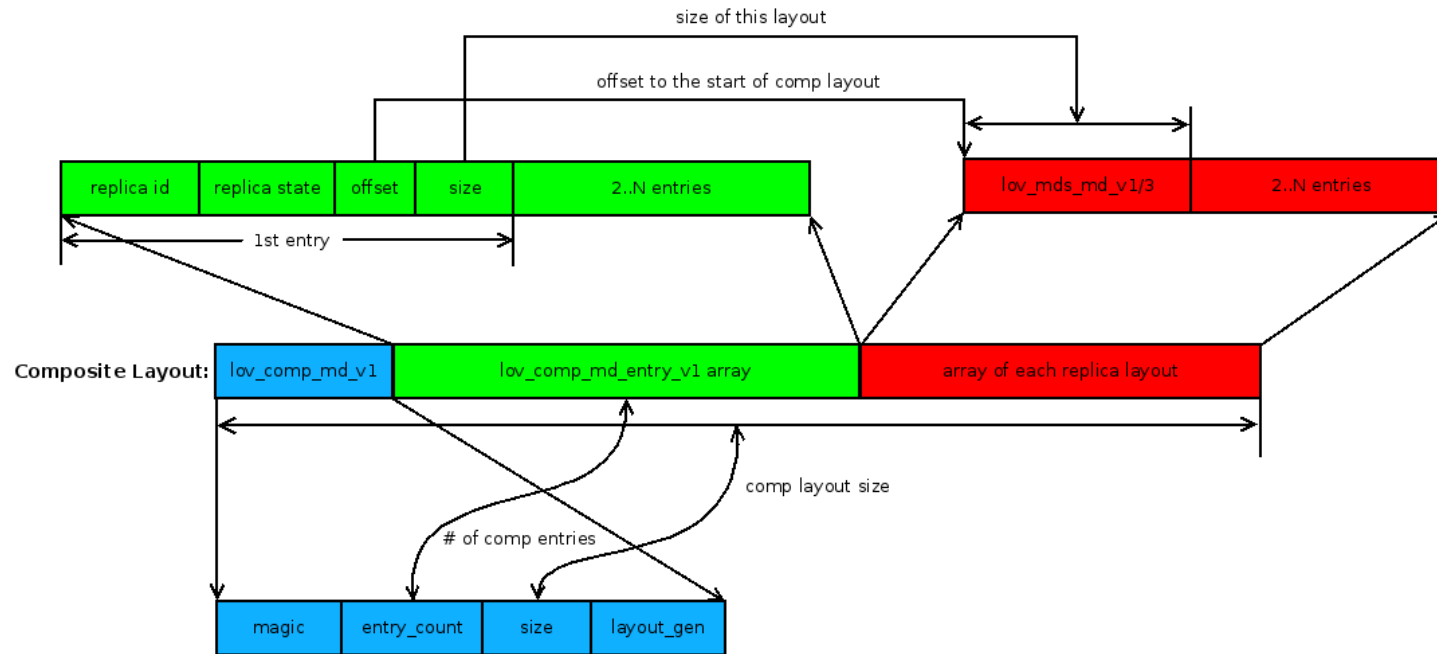 size of this layout
offset to the start of comp layout
replica id replica state offset size 2..N entries
lov_mds_md_v1/3 2..N entries
1st entry
Composite Layout: lov_comp_md_v1 lov_comp_md_entry_v1 array array of each replica layout
comp layout size
# of comp entries
magic entry_count size layout_gen